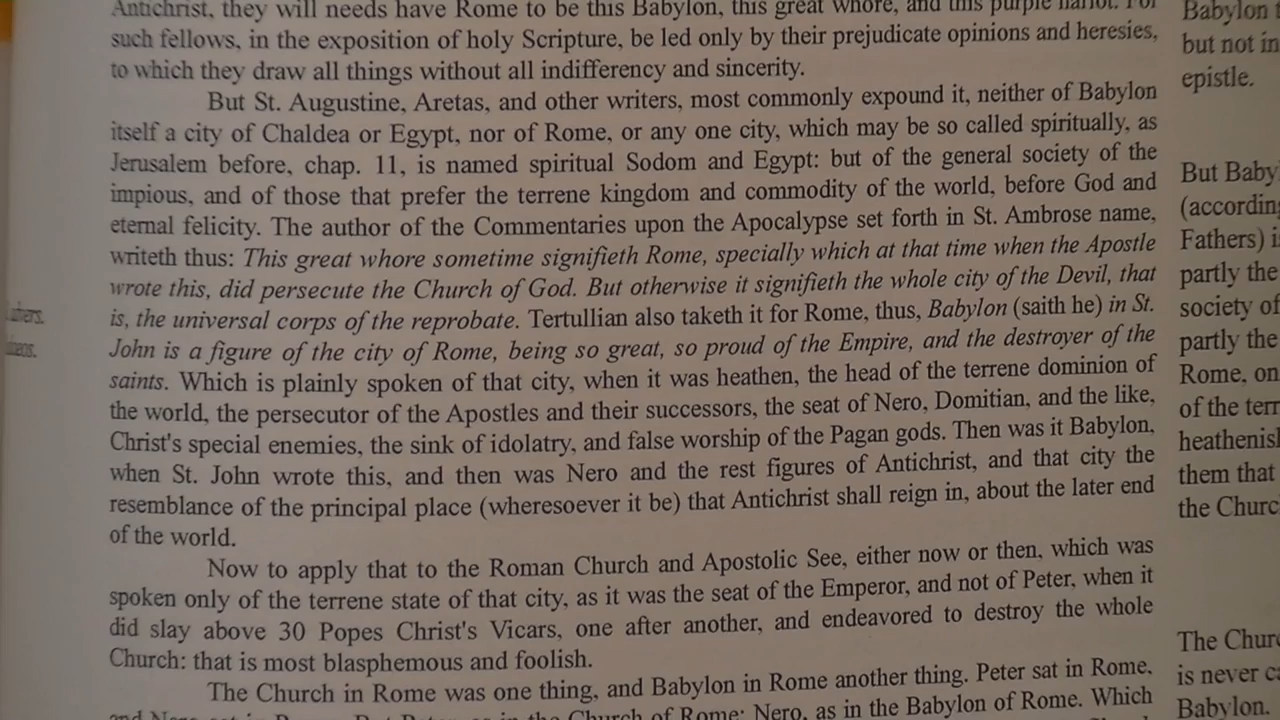 Antichrist, they will needs have Rome to be this Babylon, this great whore, and this purple harlot. For
such fellows, in the exposition of holy Scripture, be led only by their prejudicate opinions and heresies,
to which they draw all things without all indifferency and sincerity.
But St. Augustine, Aretas, and other writers, most commonly expound it, neither of Babylon
itself a city of Chaldea or Egypt, nor of Rome, or any one city, which may be so called spiritually, as
Jerusalem before, chap. 11, is named spiritual Sodom and Egypt: but of the general society of the
impious, and of those that prefer the terrene kingdom and commodity of the world, before God and
eternal felicity. The author of the Commentaries upon the Apocalypse set forth in St. Ambrose name,
writeth thus: This great whore sometime signifieth Rome, specially which at that time when the Apostle
wrote this, did persecute the Church of God. But otherwise it signifieth the whole city of the Devil, that
is, the universal corps of the reprobate. Tertullian also taketh it for Rome, thus, Babylon (saith he) in St.
John is a figure of the city of Rome, being so great, so proud of the Empire, and the destroyer of the
saints. Which is plainly spoken of that city, when it was heathen, the head of the terrene dominion of
the world, the persecutor of the Apostles and their successors, the seat of Nero, Domitian, and the like,
Christ's special enemies, the sink of idolatry, and false worship of the Pagan gods. Then was it Babylon,
when St. John wrote this, and then was Nero and the rest figures of Antichrist, and that city the
resemblance of the principal place (wheresoever it be) that Antichrist shall reign in, about the later end
of the world.
Now to apply that to the Roman Church and Apostolic See, either now or then, which was
spoken only of the terrene state of that city, as it was the seat of the Emperor, and not of Peter, when it
did slay above 30 Popes Christ's Vicars, one after another, and endeavored to destroy the whole
Church: that is most blasphemous and foolish.
The Church in Rome was one thing, and Babylon in Rome another thing. Peter sat in Rome,
in the Church of Rome: Nero, as in the Babylon of Rome. Which
Babylon
but not in
epistle.
But Baby
(according
Fathers) i
partly the
society of
partly the
Rome, on
of the terr
heathenish
them that
the Churc
The Churc
is never ca
Babylon.